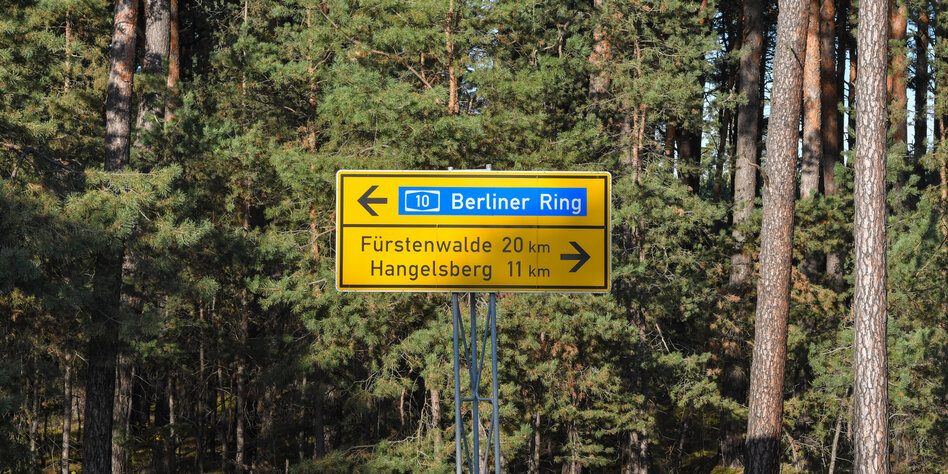 10 Berliner Ring
Fürstenwalde 20 km
Hangelsberg 11 km